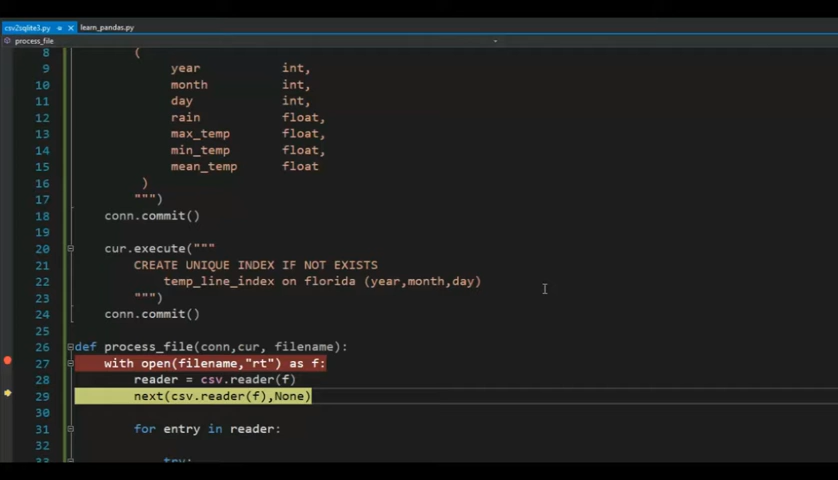 csv2sqlite3.py learn_pandas.py
process_file
8 (
9 year int,
10 month int,
11 day int,
12 rain float,
13 max_temp float,
14 min_temp float,
15 mean_temp float
16 )
17 """)
18 conn.commit()
19
20 cur.execute("""
21 CREATE UNIQUE INDEX IF NOT EXISTS
22 temp_line_index on florida (year,month,day)
23 """)
24 conn.commit()
25
26 def process_file(conn,cur, filename):
27 with open(filename,"rt") as f:
28 reader = csv.reader(f)
29 next(csv.reader(f),None)
30
31 for entry in reader:
32
33 try: